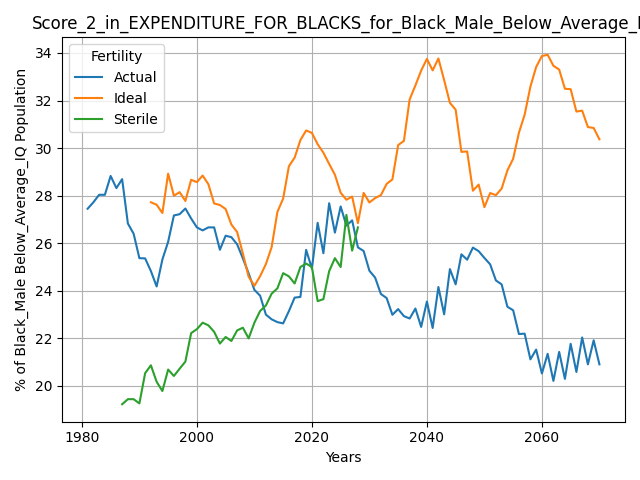 Score_2_in_EXPENDITURE_FOR_BLACKS_for_Black_Male_Below_Average_
Fertility
Actual
Ideal
Sterile
% of Black_Male Below_Average_IQ Population
34
32
30
28
26
24
22
20
1980
2000
2020
2040
2060
Years